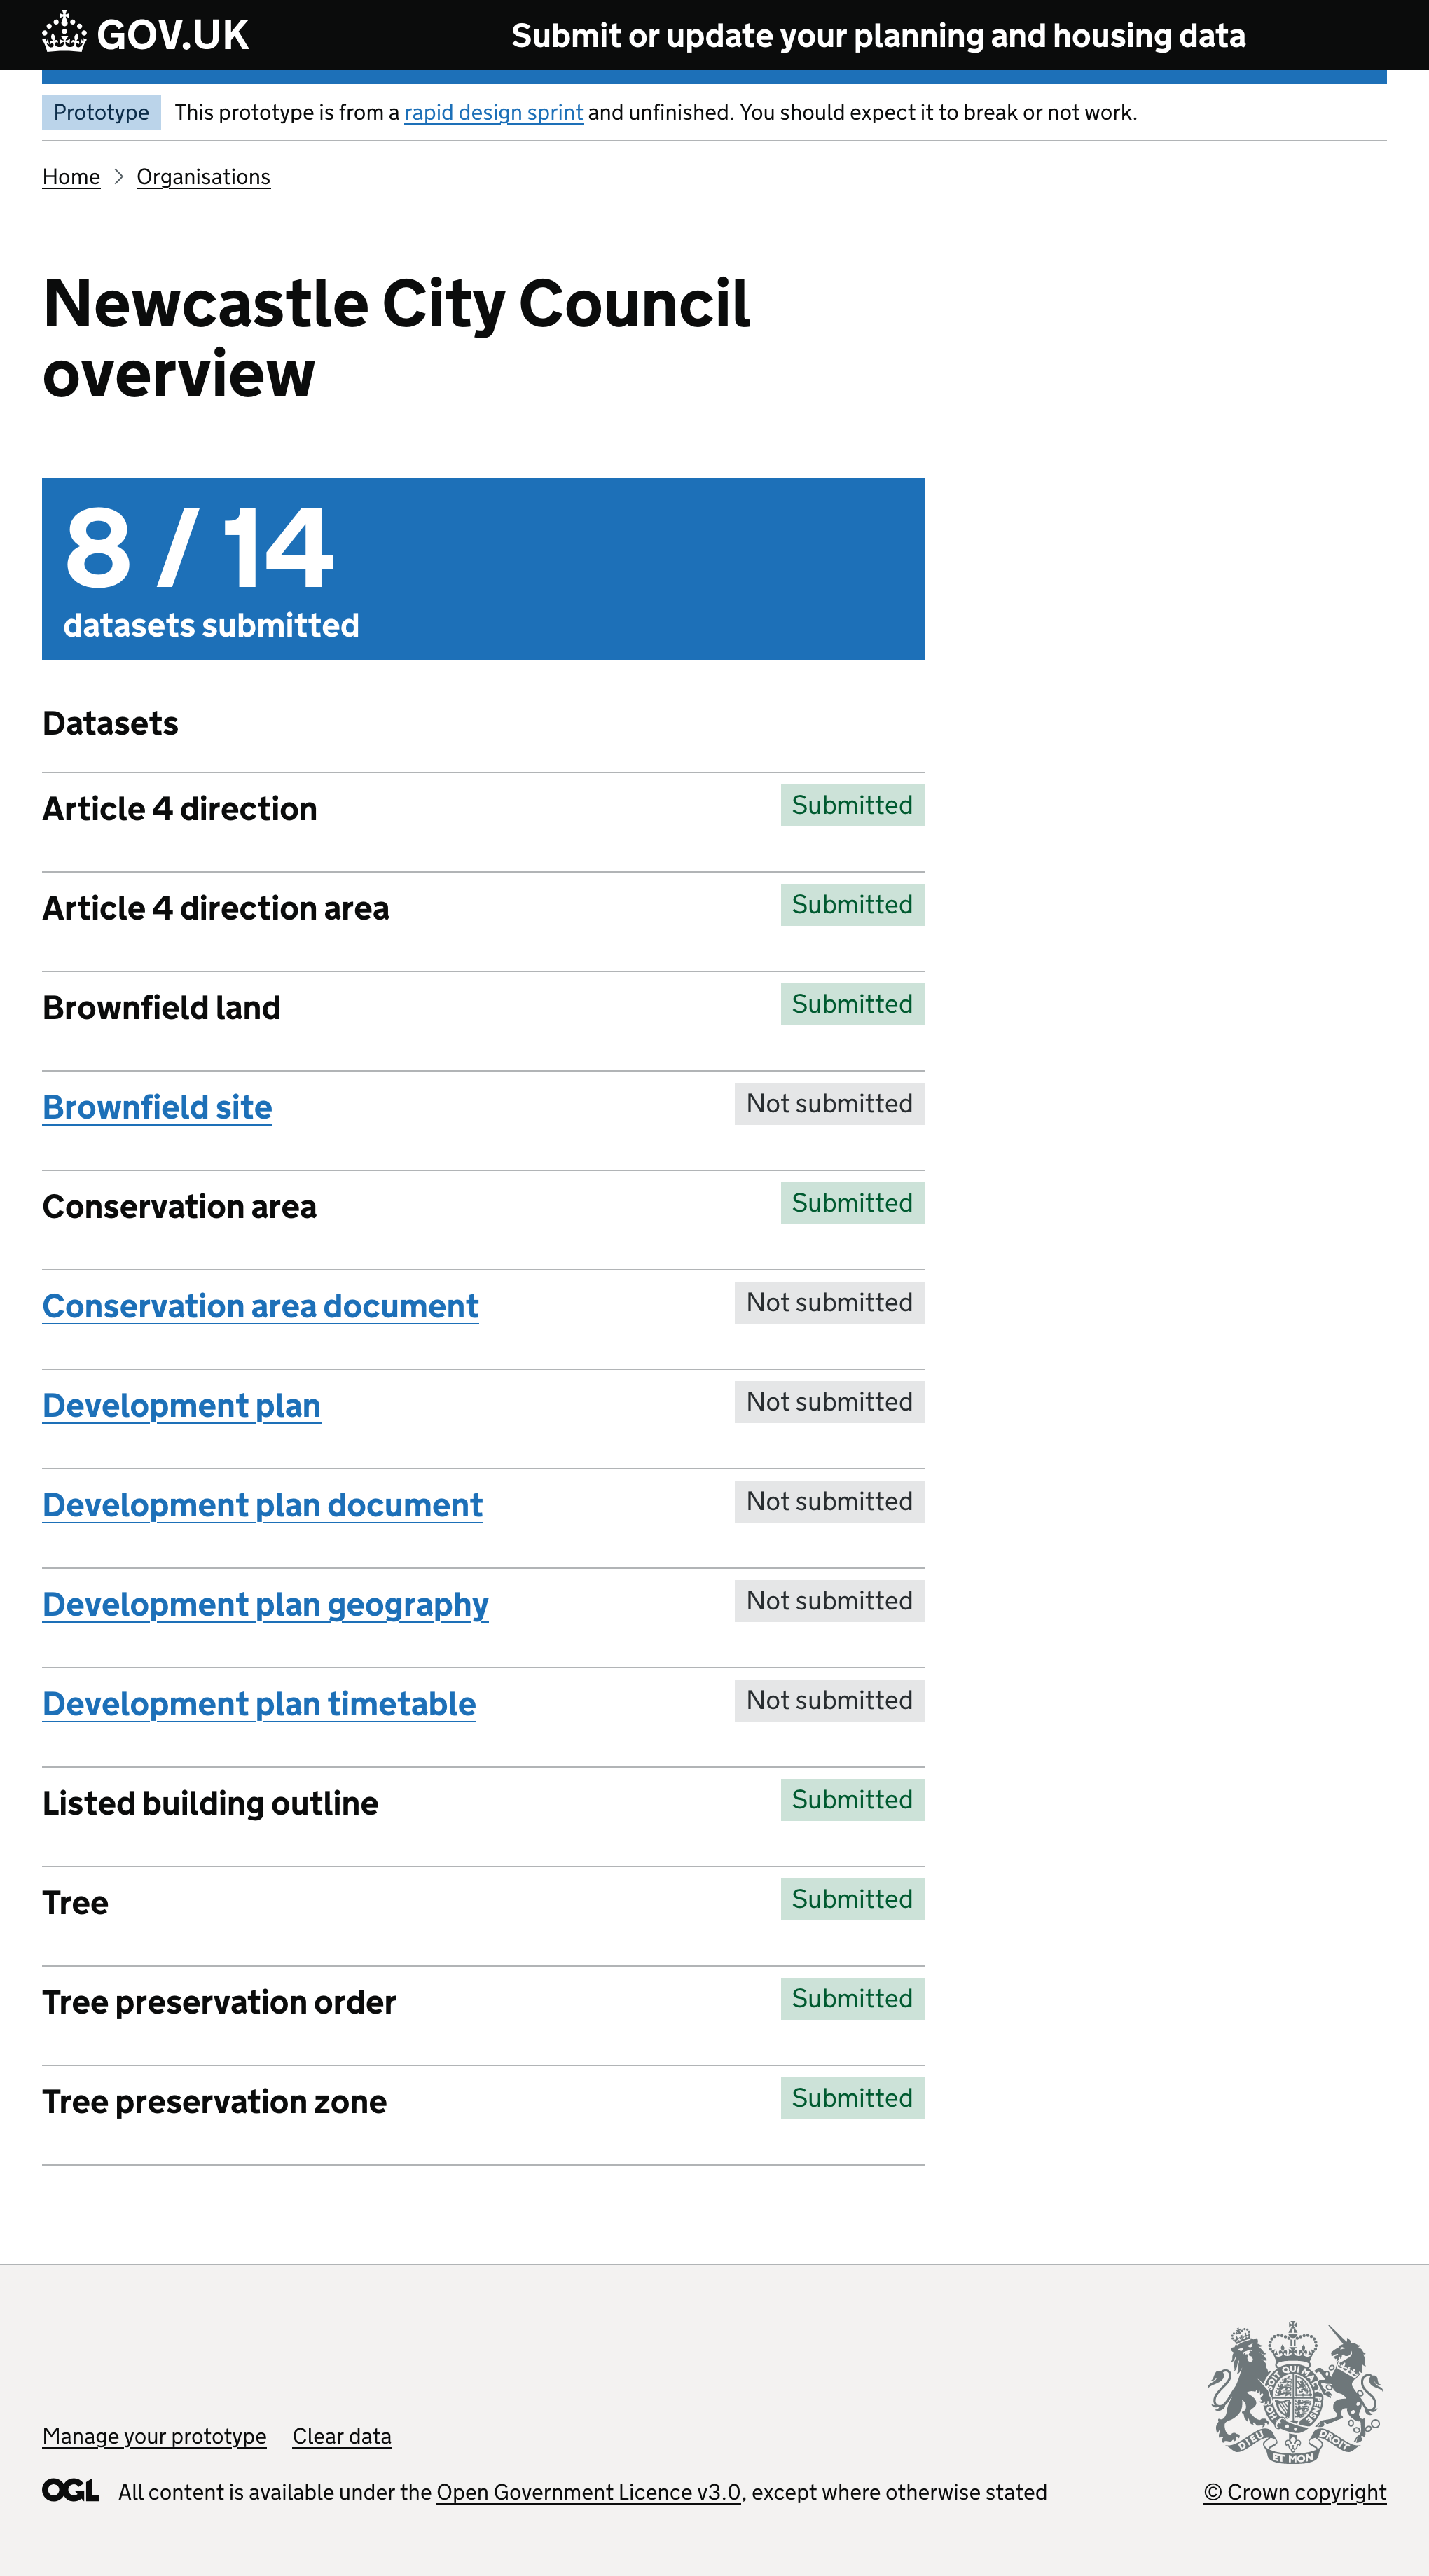 GOV.UK
Submit or update your planning and housing data
Prototype
This prototype is from a rapid design sprint and unfinished. You should expect it to break or not work.
Home
Organisations
Newcastle City Council
overview
8 / 14
datasets submitted
Datasets
Article 4 direction
Submitted
Article 4 direction area
Submitted
Brownfield land
Submitted
Brownfield site
Not submitted
Conservation area
Submitted
Conservation area document
Not submitted
Development plan
Not submitted
Development plan document
Not submitted
Development plan geography
Not submitted
Development plan timetable
Not submitted
Listed building outline
Submitted
Tree
Submitted
Tree preservation order
Submitted
Tree preservation zone
Submitted
Manage your prototype
Clear data
DIEU ET MON DROIT
OGL
All content is available under the Open Government Licence v3.0, except where otherwise stated
© Crown copyright